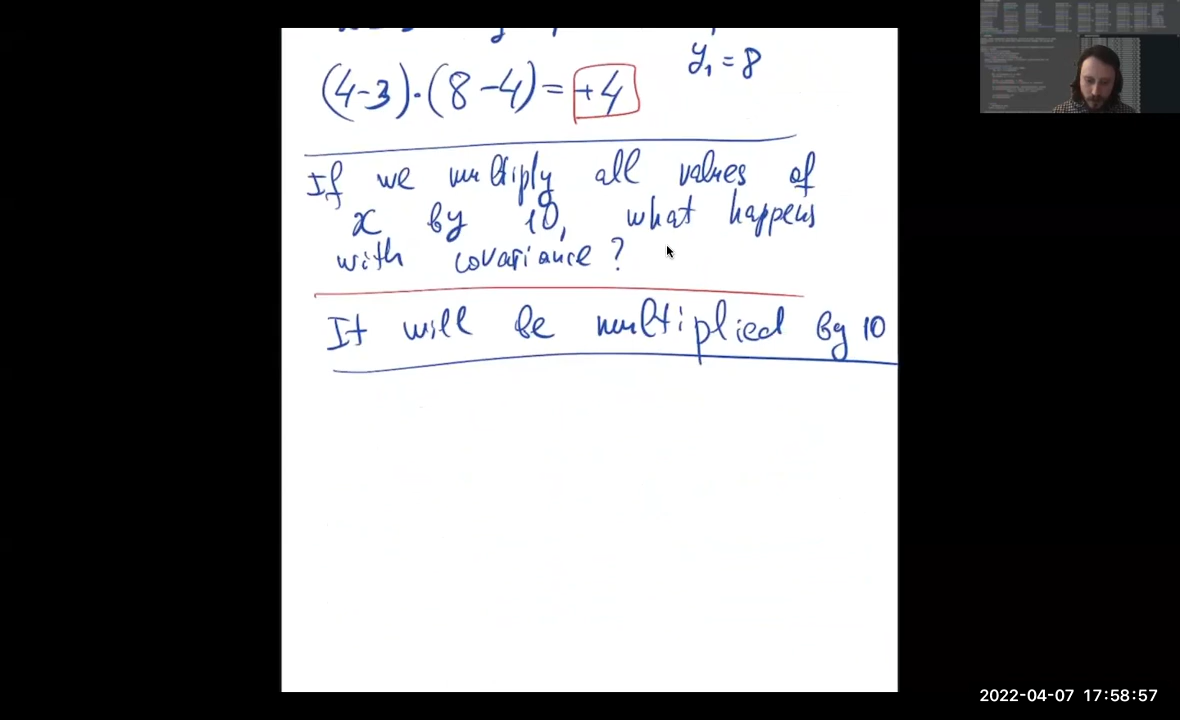 y₁ = 8
(4-3)·(8-4)= +4
If we multiply all values of
x by 10, what happens
with covariance ?
It will be multiplied by 10
2022-04-07 17:58:57